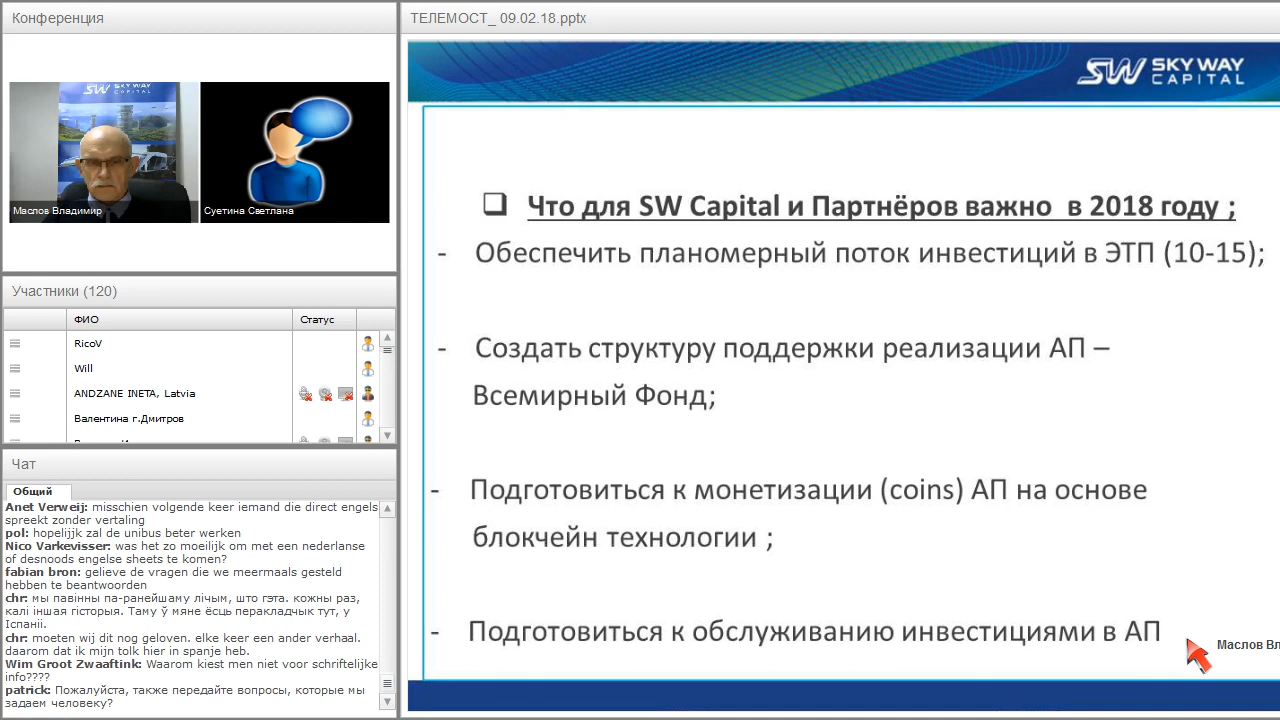 Конференция
SW
CAPITAL
Маслов Владимир
Суетина Светлана
Участники (120)
ФИО
Статус
RicoV
Will
ANDZANE INETA, Latvia
Валентина г.Дмитров
Чат
Общий
Anet Verreij: misschien volgende keer iemand die direct engels
spreekt zonder vertaling
pol: hopelijk zal de unibus beter werken
Nico Varkevisser: was het zo moeilijk om met een nederlanse
of desnoods engelse sheets te komen?
fabian bron: gelieve de vragen die we meermaals gesteld
hebben te beantwoorden
chr: мы павінны па-ранейшаму лічым, што гэта. кожны раз,
калі іншая гісторыя. Таму ў мяне ёсць перакладчык тут, у
Іспаніі.
chr: moeten wij dit nog geloven. elke keer een ander verhaal.
daarom dat ik mijn tolk hier in spanje heb.
Wim Groot Zwaaftink: Waarom kiest men niet voor schriftelijke
info????
patrick: Пожалуйста, также передайте вопросы, которые мы
задаем человеку?
ТЕЛЕМОСТ_ 09.02.18.pptx
SW SKY WAY
CAPITAL
Что для SW Capital и Партнёров важно в 2018 году ;
- Обеспечить планомерный поток инвестиций в ЭТП (10-15);
- Создать структуру поддержки реализации АП –
Всемирный Фонд;
- Подготовиться к монетизации (coins) АП на основе
блокчейн технологии ;
- Подготовиться к обслуживанию инвестициями в АП
Маслов Вл